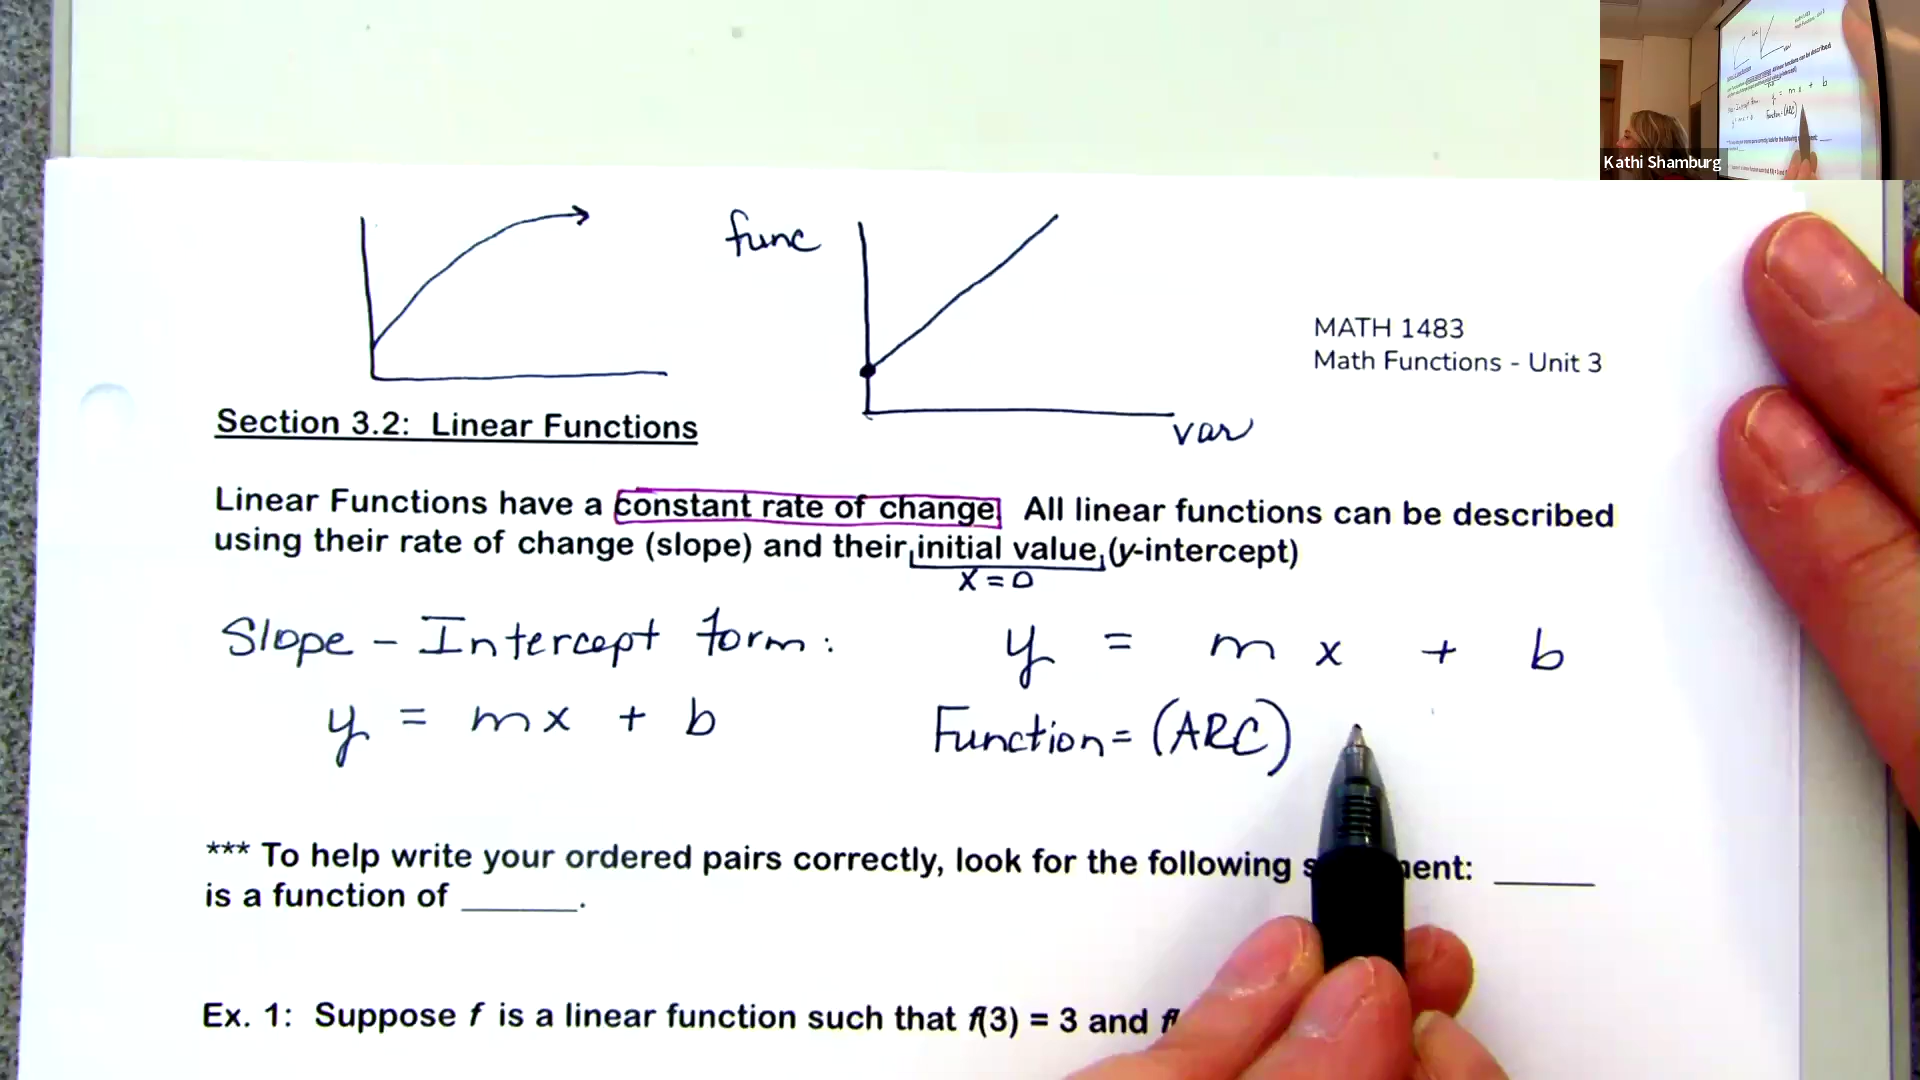 Kathi Shamburg
func
var
MATH 1483
Math Functions - Unit 3
Section 3.2: Linear Functions
Linear Functions have a constant rate of change. All linear functions can be described
using their rate of change (slope) and their initial value (y-intercept)
x = 0
Slope - Intercept form:
y = mx + b
y = m x + b
Function = (ARC)
*** To help write your ordered pairs correctly, look for the following : ______
is a function of _______.
Ex. 1: Suppose f is a linear function such that f(3) = 3 and f